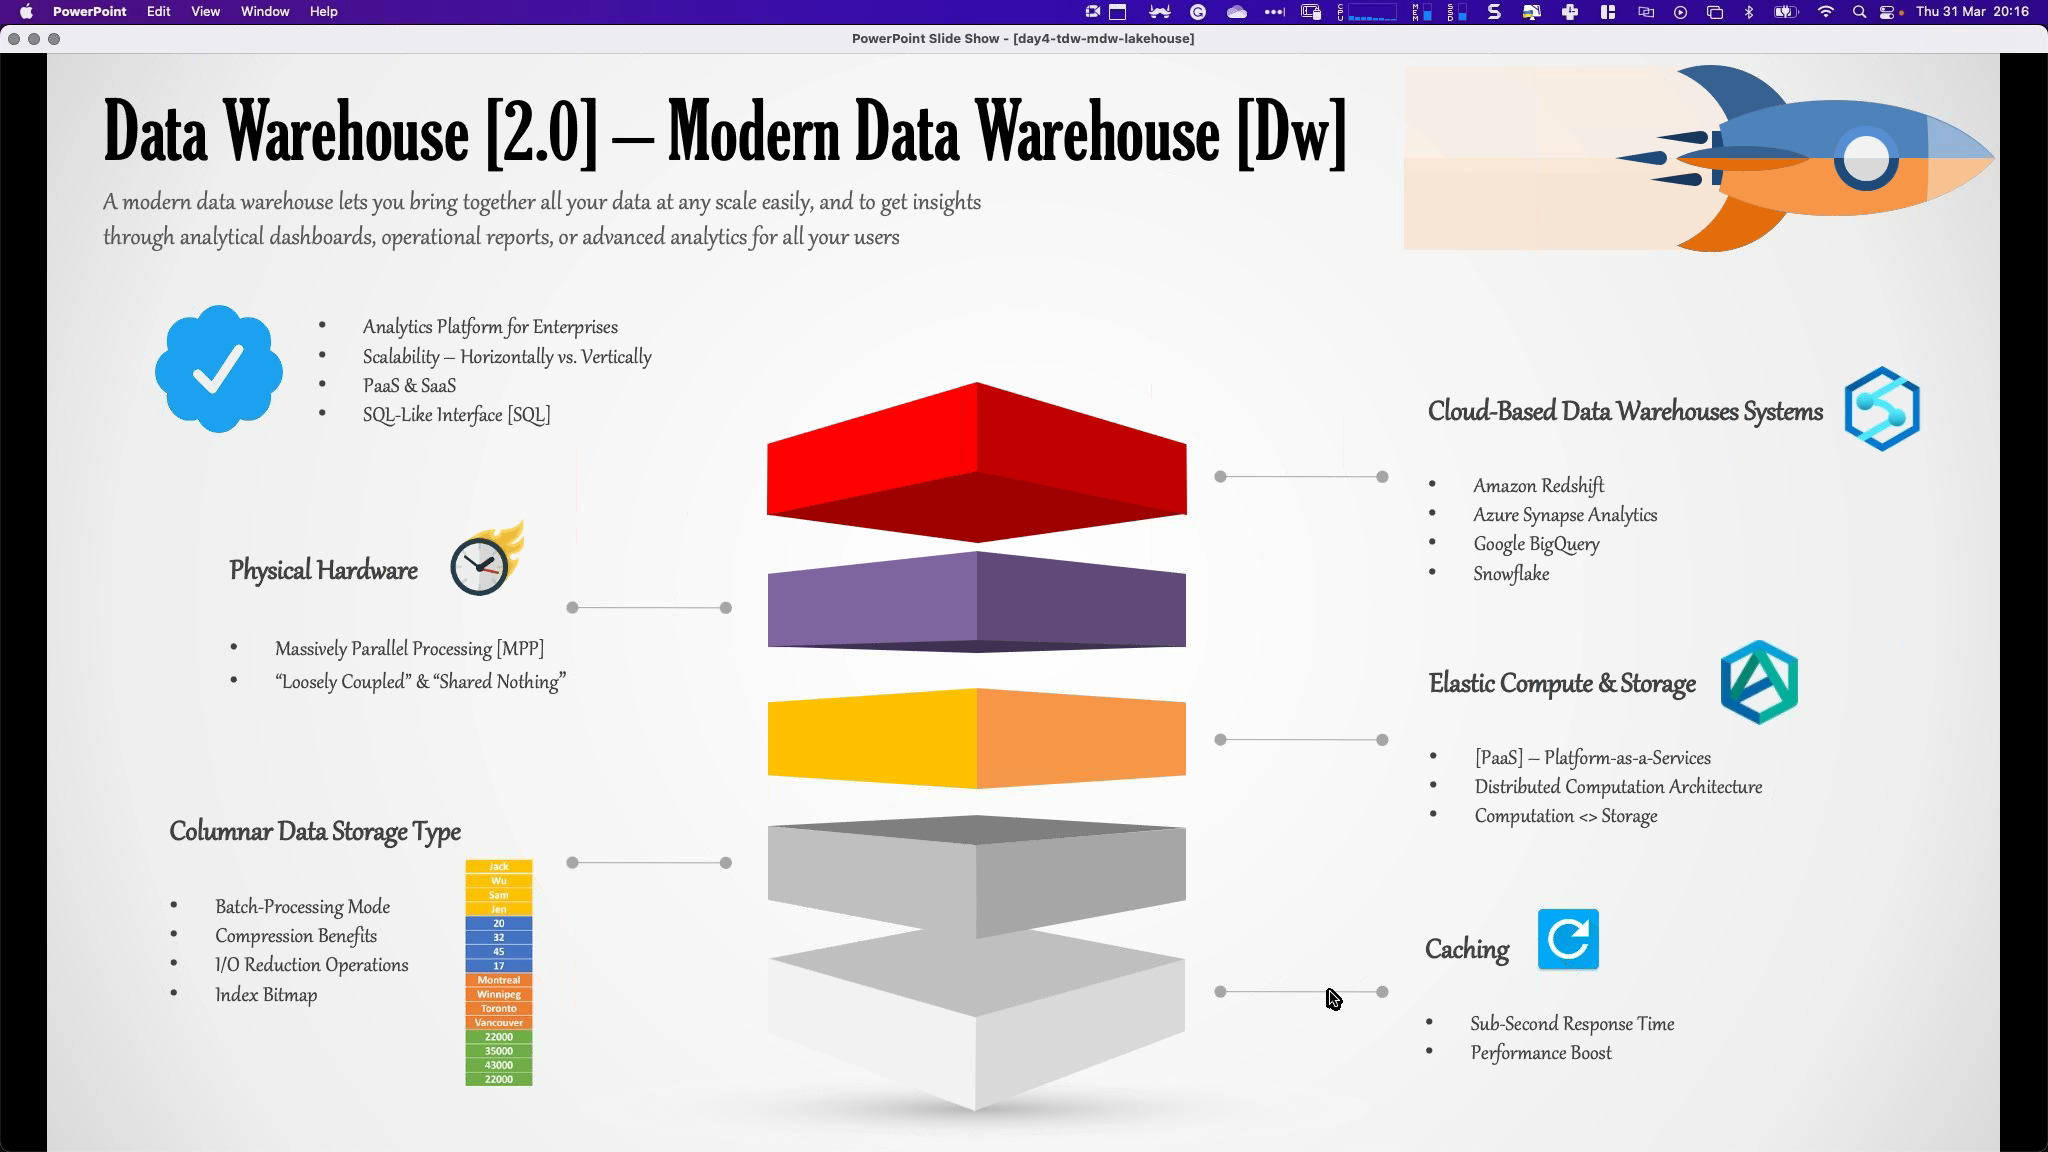 PowerPoint Edit View Window Help
Thu 31 Mar 20:16
PowerPoint Slide Show - [day4-tdw-mdw-lakehouse]
Data Warehouse [2.0] – Modern Data Warehouse [Dw]
A modern data warehouse lets you bring together all your data at any scale easily, and to get insights
through analytical dashboards, operational reports, or advanced analytics for all your users
• Analytics Platform for Enterprises
• Scalability – Horizontally vs. Vertically
• PaaS & SaaS
• SQL-Like Interface [SQL]
Physical Hardware
• Massively Parallel Processing [MPP]
• “Loosely Coupled” & “Shared Nothing”
Columnar Data Storage Type
• Batch-Processing Mode
• Compression Benefits
• I/O Reduction Operations
• Index Bitmap
Jack
Wu
Sam
Jen
20
32
45
17
Montreal
Winnipeg
Toronto
Vancouver
22000
35000
43000
22000
Cloud-Based Data Warehouses Systems
• Amazon Redshift
• Azure Synapse Analytics
• Google BigQuery
• Snowflake
Elastic Compute & Storage
• [PaaS] – Platform-as-a-Services
• Distributed Computation Architecture
• Computation <> Storage
Caching
• Sub-Second Response Time
• Performance Boost